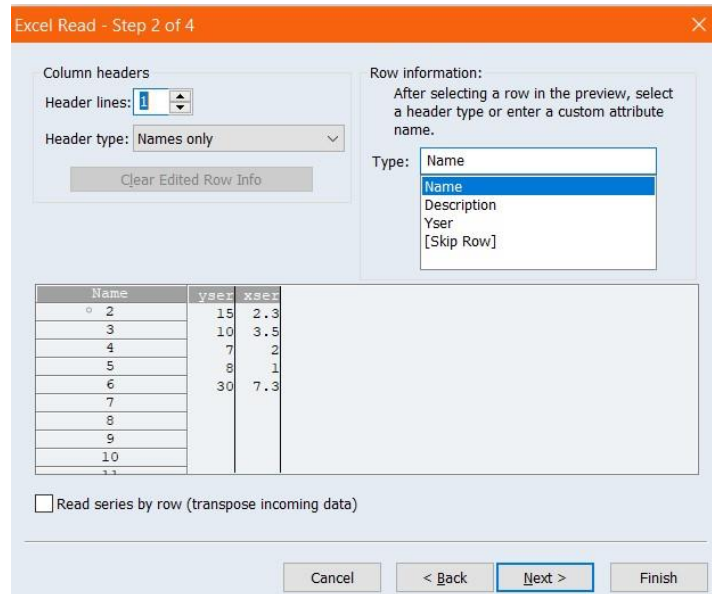 Excel Read - Step 2 of 4
Column headers
Header lines: 1
Header type: Names only
Clear Edited Row Info
Row information:
After selecting a row in the preview, select
a header type or enter a custom attribute
name.
Type: Name
Name
Description
Yser
[Skip Row]
Name yser xser
2 15 2.3
3 10 3.5
4 7 2
5 8 1
6 30 7.3
7
8
9
10
11
Read series by row (transpose incoming data)
Cancel < Back Next > Finish